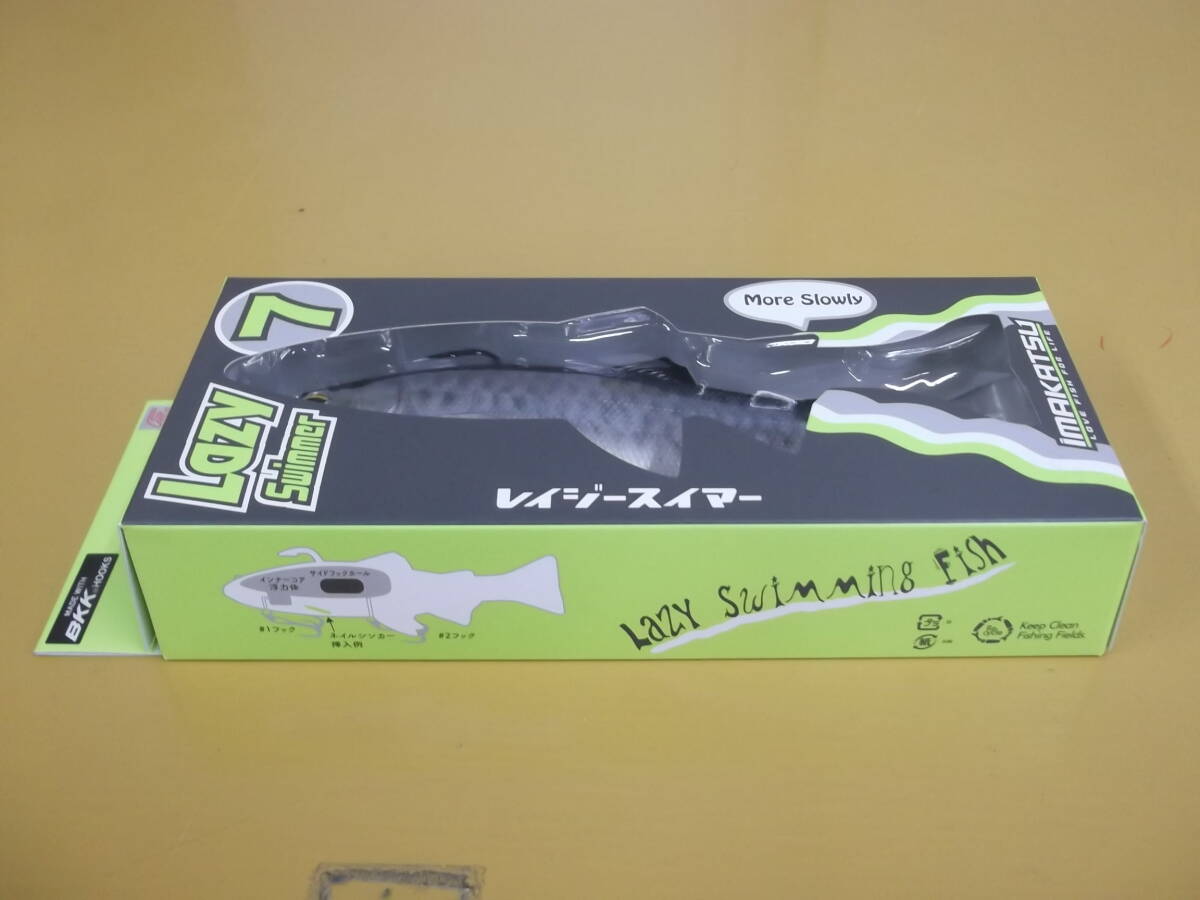 7
More Slowly
Lazy
Swimmer
IMAKATSU
LOVE FISH FOR LIFE
レイジースイマー
MADE WITH
BKK HOOKS
インナーコア
浮力体
サイドフックホール
#1フック
ネイルシンカー
挿入例
#2フック
Lazy Swimming Fish
プラ
Keep Clean
Fishing Fields.